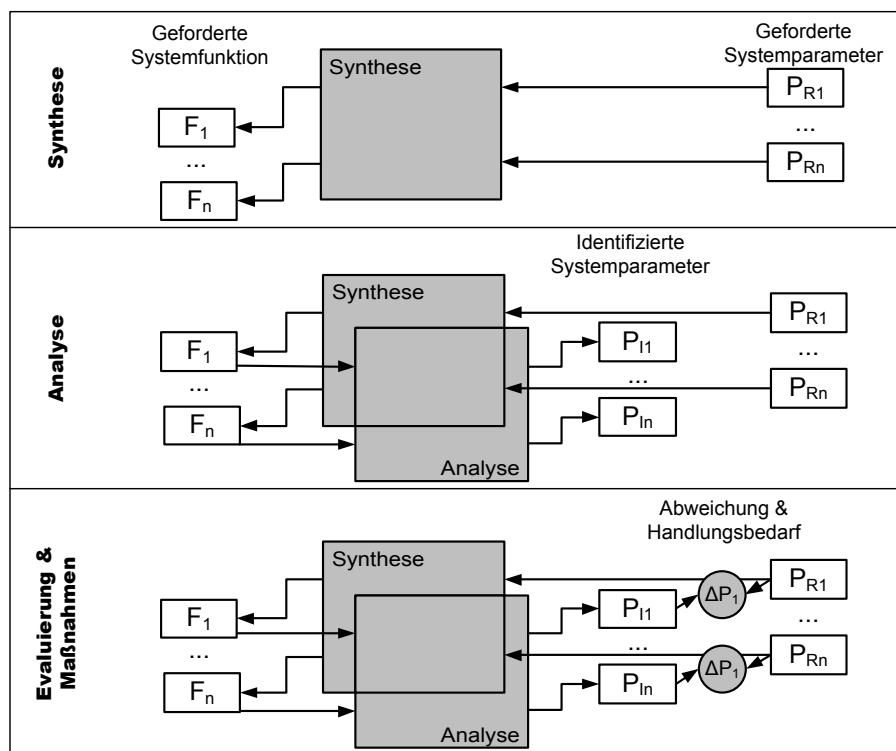 Synthese
Geforderte
Systemfunktion
Geforderte
Systemparameter
Synthese
F1
...
Fn
PR1
...
PRn
Analyse
Identifizierte
Systemparameter
Synthese
Analyse
F1
...
Fn
PI1
...
PIn
PR1
...
PRn
Evaluierung &
Maßnahmen
Abweichung &
Handlungsbedarf
Synthese
Analyse
F1
...
Fn
PI1
...
PIn
ΔP1
ΔP1
PR1
...
PRn